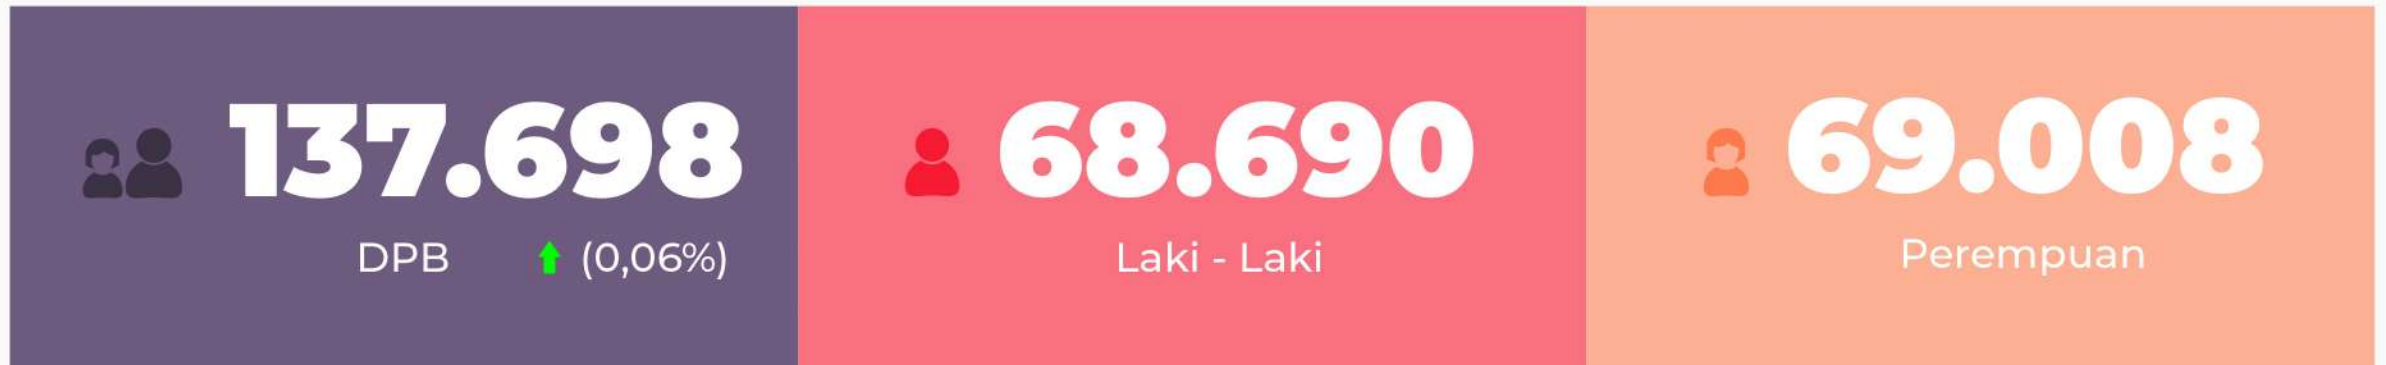 137.698
DPB (0,06%)
68.690
Laki - Laki
69.008
Perempuan